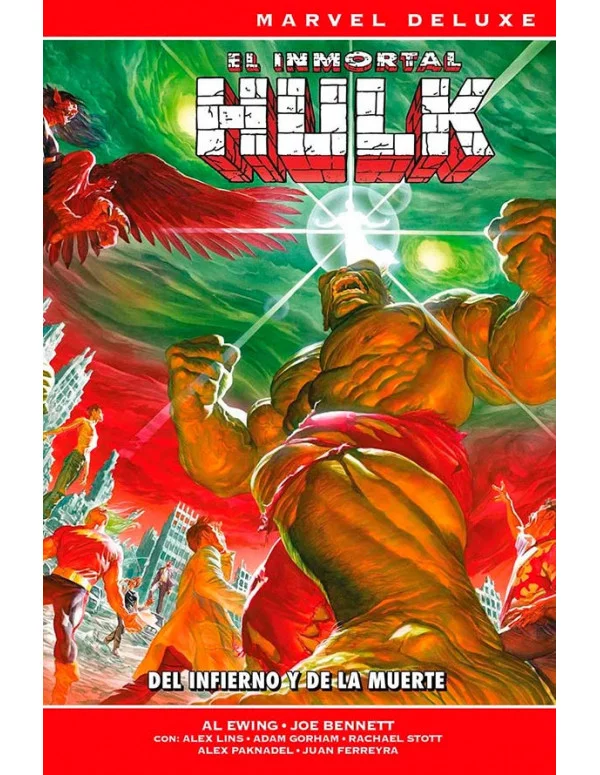 MARVEL DELUXE
EL INMORTAL
HULK
DEL INFIERNO Y DE LA MUERTE
AL EWING • JOE BENNETT
CON: ALEX LINS • ADAM GORHAM • RACHAEL STOTT
ALEX PAKNADEL • JUAN FERREYRA